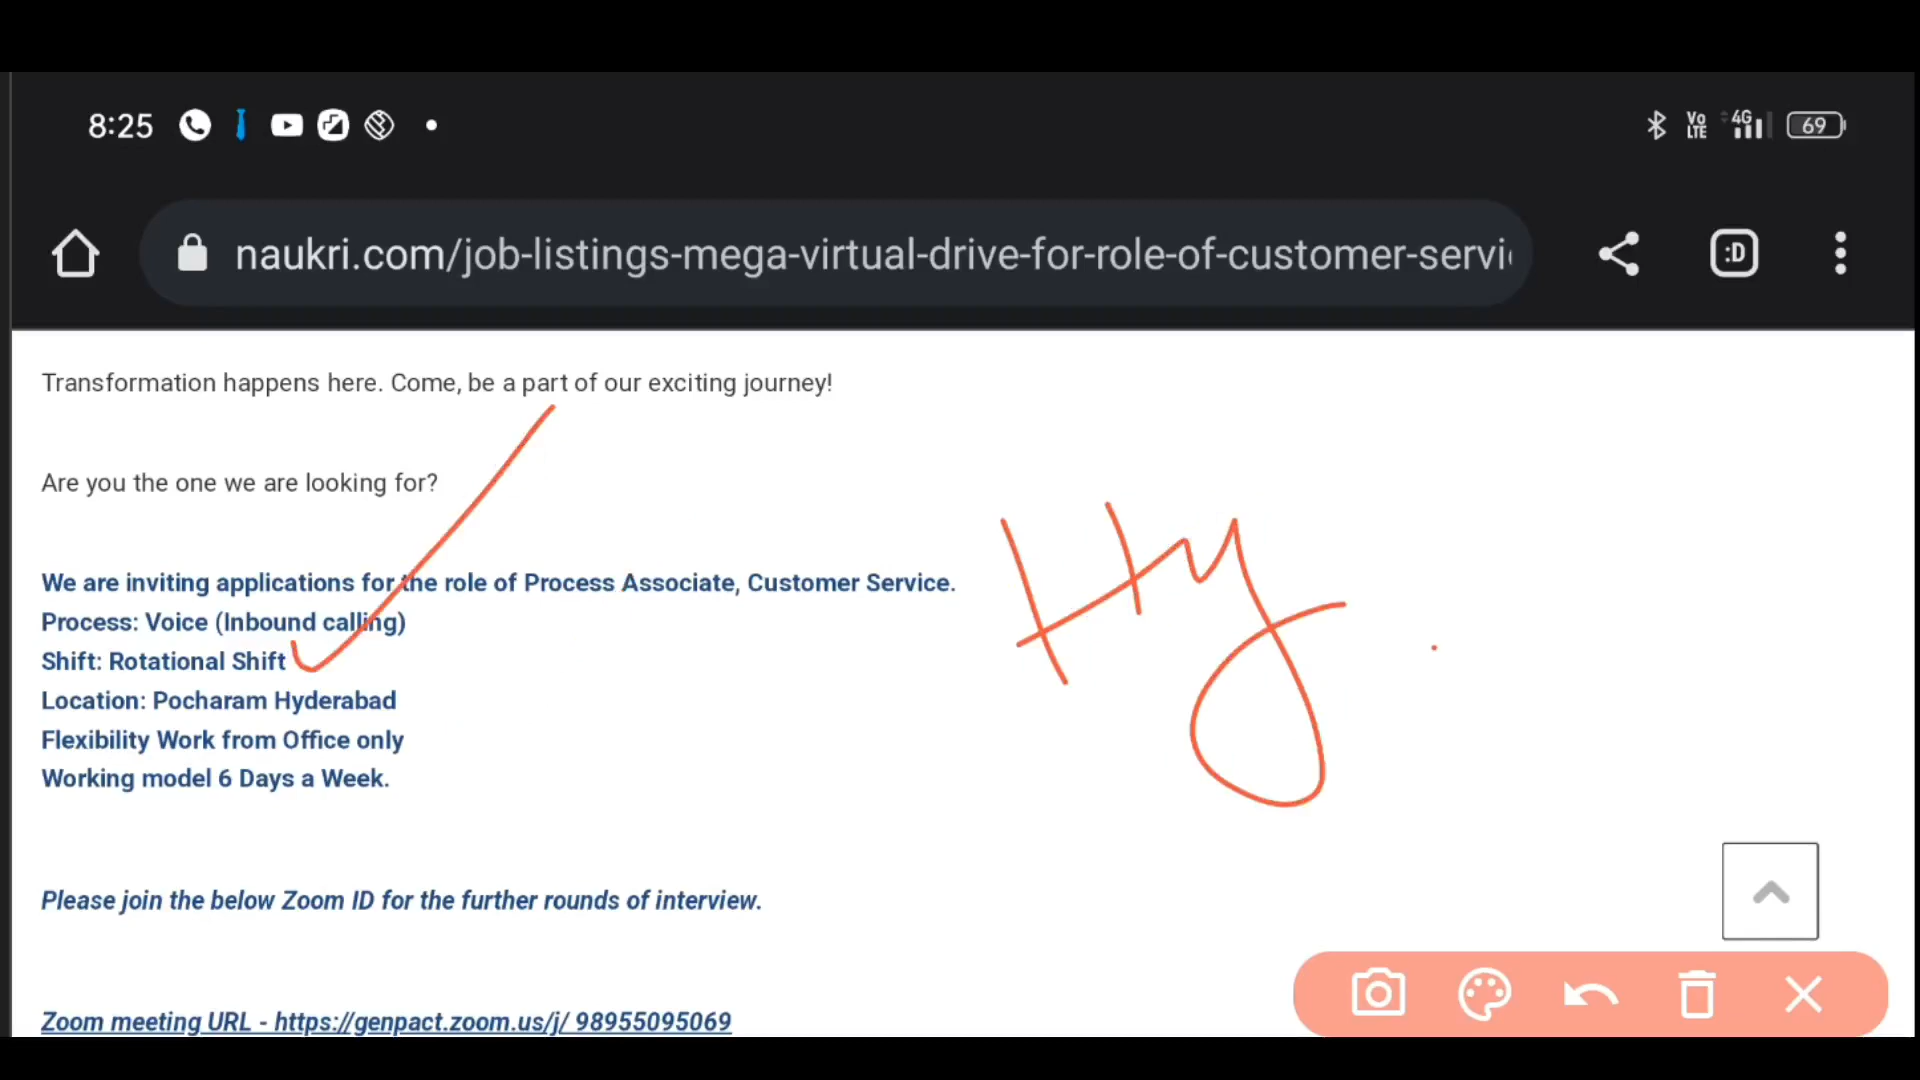 8:25
Vo LTE 4G 69
naukri.com/job-listings-mega-virtual-drive-for-role-of-customer-servi
:D
Transformation happens here. Come, be a part of our exciting journey!
Are you the one we are looking for?
We are inviting applications for the role of Process Associate, Customer Service.
Process: Voice (Inbound calling)
Shift: Rotational Shift
Location: Pocharam Hyderabad
Flexibility Work from Office only
Working model 6 Days a Week.
Hy
Please join the below Zoom ID for the further rounds of interview.
Zoom meeting URL - https://genpact.zoom.us/j/ 98955095069